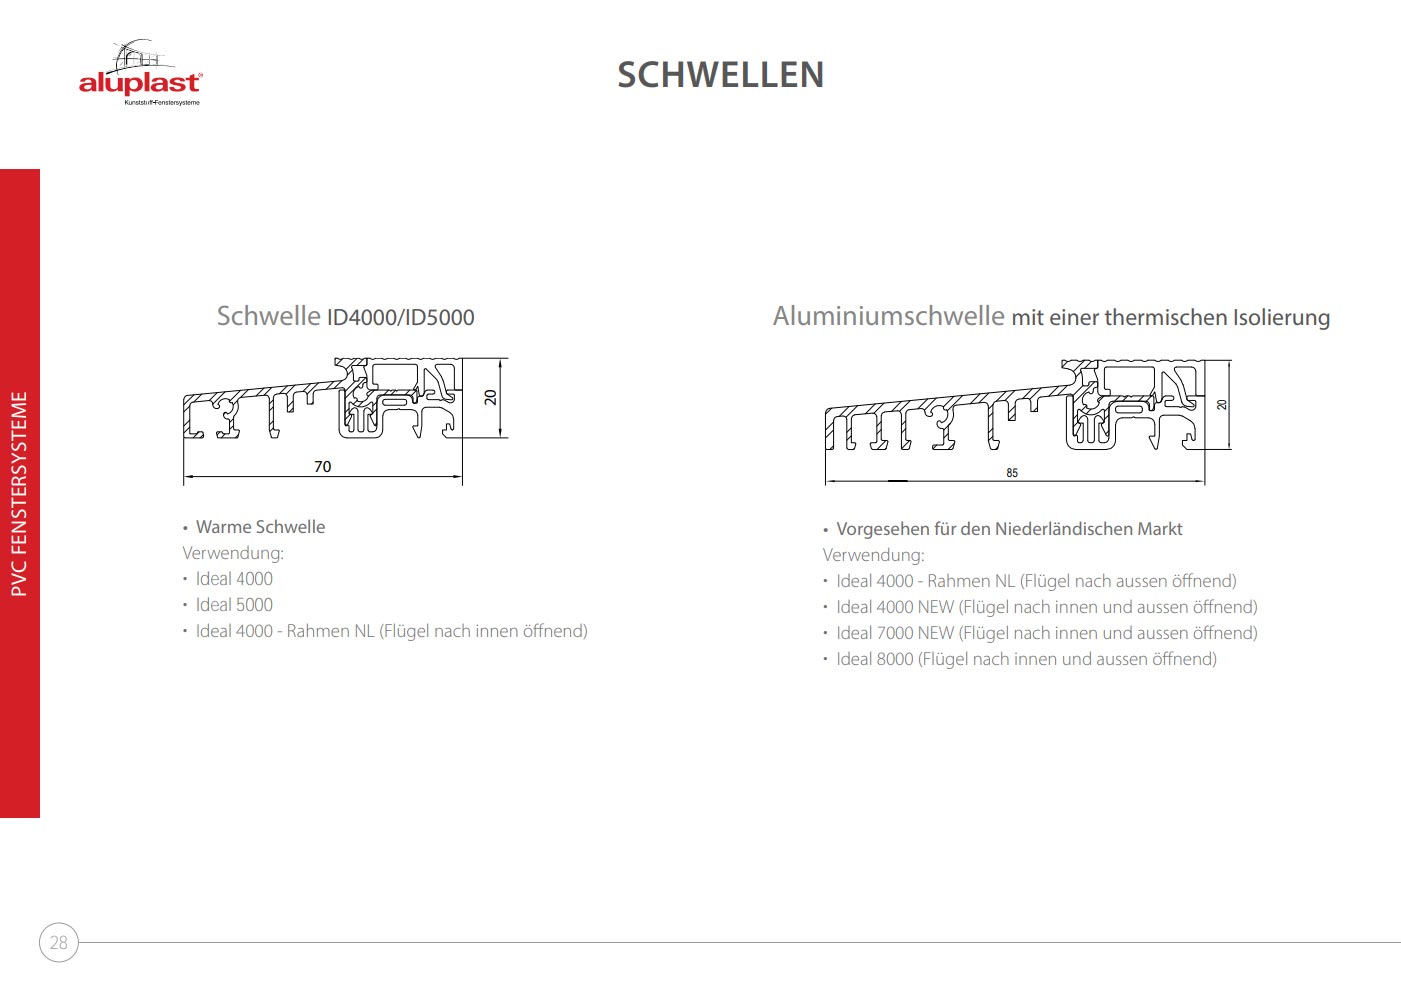 aluplast®
Kunststoff-Fenstersysteme
SCHWELLEN
PVC FENSTERSYSTEME
Schwelle ID4000/ID5000
20
70
• Warme Schwelle
Verwendung:
• Ideal 4000
• Ideal 5000
• Ideal 4000 - Rahmen NL (Flügel nach innen öffnend)
Aluminiumschwelle mit einer thermischen Isolierung
20
85
• Vorgesehen für den Niederländischen Markt
Verwendung:
• Ideal 4000 - Rahmen NL (Flügel nach aussen öffnend)
• Ideal 4000 NEW (Flügel nach innen und aussen öffnend)
• Ideal 7000 NEW (Flügel nach innen und aussen öffnend)
• Ideal 8000 (Flügel nach innen und aussen öffnend)
28